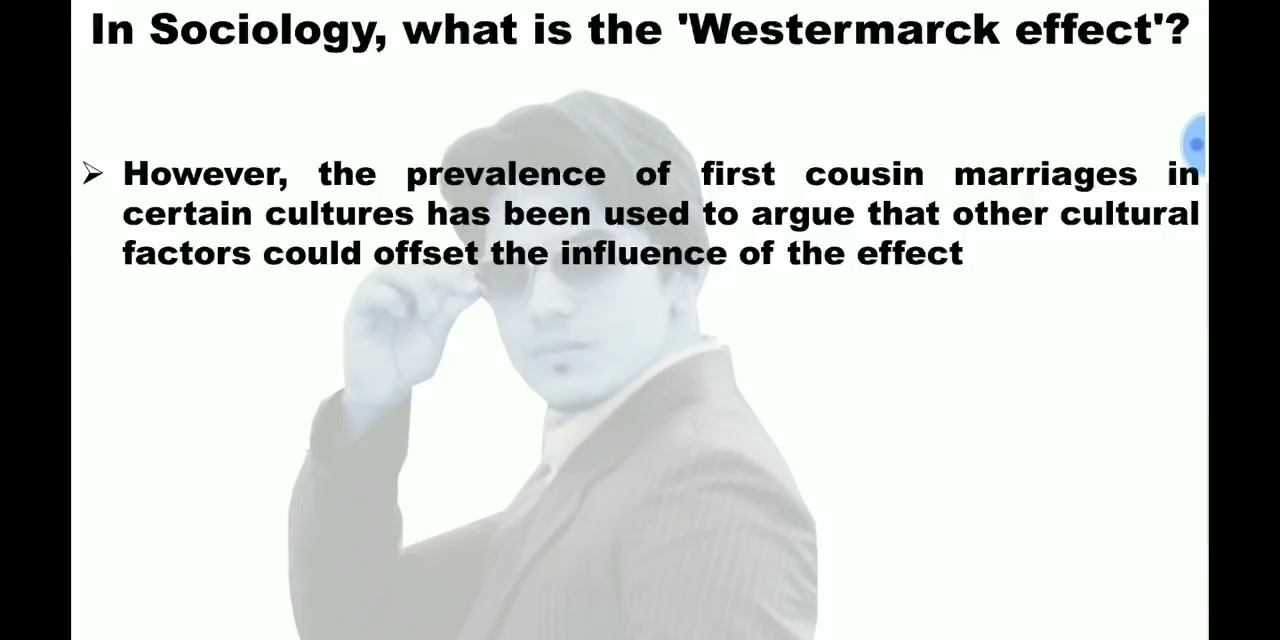 In Sociology, what is the 'Westermarck effect'?
➢ However, the prevalence of first cousin marriages in
certain cultures has been used to argue that other cultural
factors could offset the influence of the effect